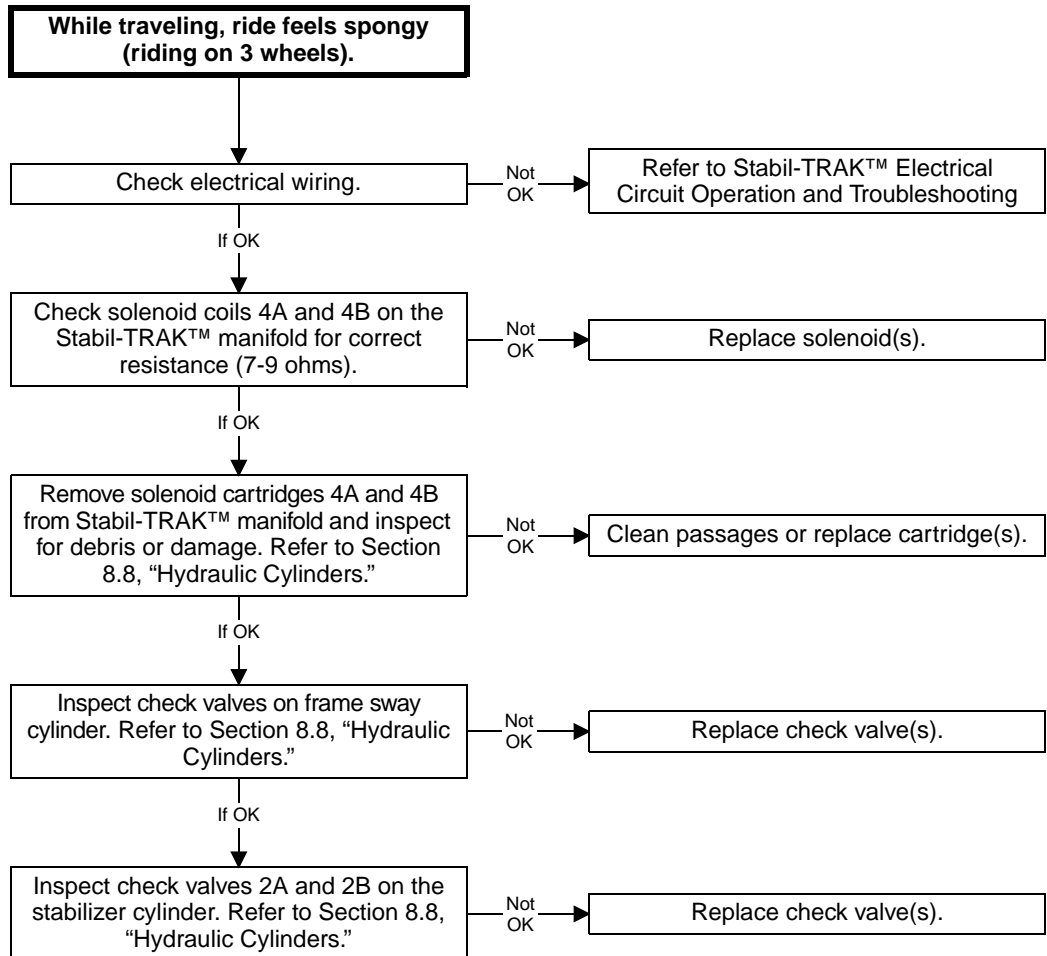 While traveling, ride feels spongy
(riding on 3 wheels).
Check electrical wiring.
Not
OK
Refer to Stabil-TRAK™ Electrical
Circuit Operation and Troubleshooting
If OK
Check solenoid coils 4A and 4B on the
Stabil-TRAK™ manifold for correct
resistance (7-9 ohms).
Not
OK
Replace solenoid(s).
If OK
Remove solenoid cartridges 4A and 4B
from Stabil-TRAK™ manifold and inspect
for debris or damage. Refer to Section
8.8, “Hydraulic Cylinders.”
Not
OK
Clean passages or replace cartridge(s).
If OK
Inspect check valves on frame sway
cylinder. Refer to Section 8.8, “Hydraulic
Cylinders.”
Not
OK
Replace check valve(s).
If OK
Inspect check valves 2A and 2B on the
stabilizer cylinder. Refer to Section 8.8,
“Hydraulic Cylinders.”
Not
OK
Replace check valve(s).